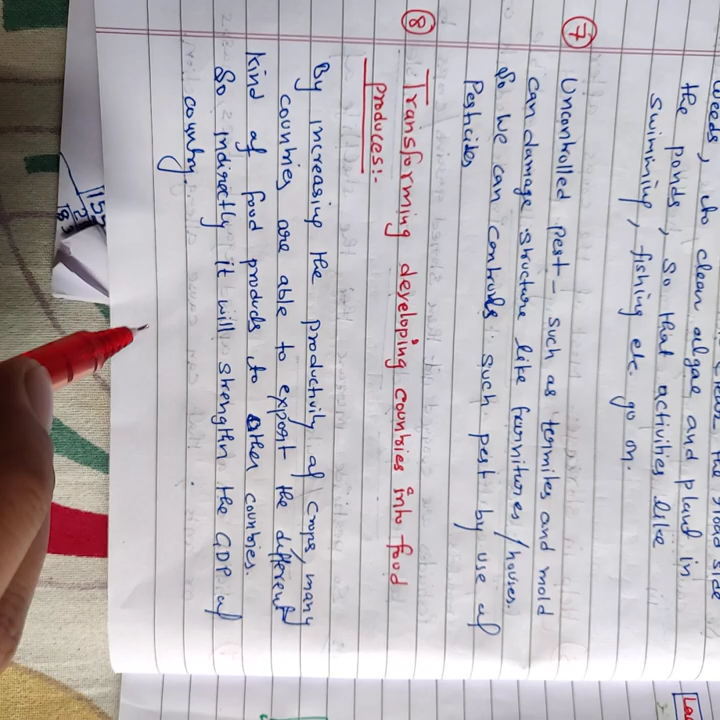 weeds, to clean algae and plant in
the ponds, so that activities like
swimming, fishing etc. go on.
7 Uncontrolled pest - such as termites and mold
can damage structure like furnitures/houses.
So we can controls such pest by use of
Pesticides
8 Transforming developing countries into food
produces:-
By increasing the productivity of crops, many
countries are able to export the different
kind of food products to other countries.
So indirectly it will strengthn the GDP of
country.